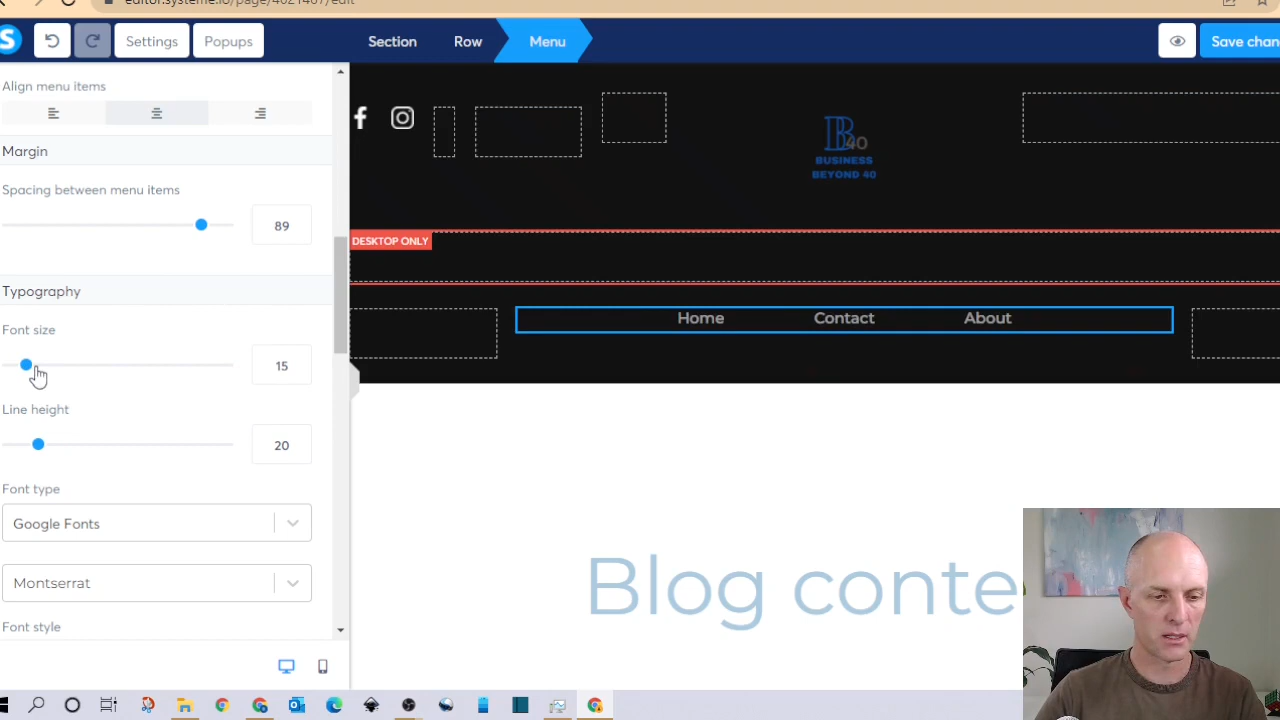 editor.systeme.io/page/4021407/edit
S
Settings
Popups
Section
Row
Menu
Save chan
Align menu items
Margin
Spacing between menu items
89
Typography
Font size
15
Line height
20
Font type
Google Fonts
Montserrat
Font style
B
40
BUSINESS
BEYOND 40
DESKTOP ONLY
Home
Contact
About
Blog conte